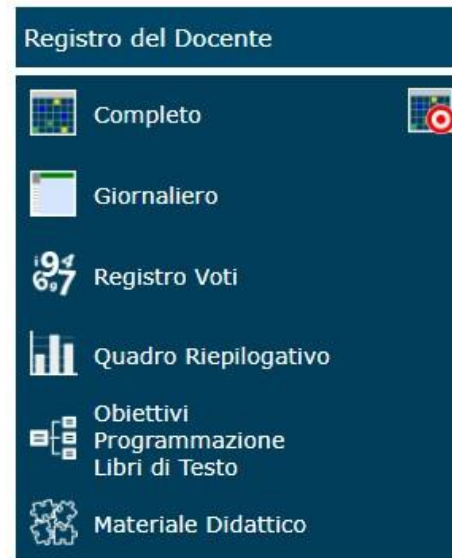 Registro del Docente
Completo
Giornaliero
Registro Voti
Quadro Riepilogativo
Obiettivi
Programmazione
Libri di Testo
Materiale Didattico